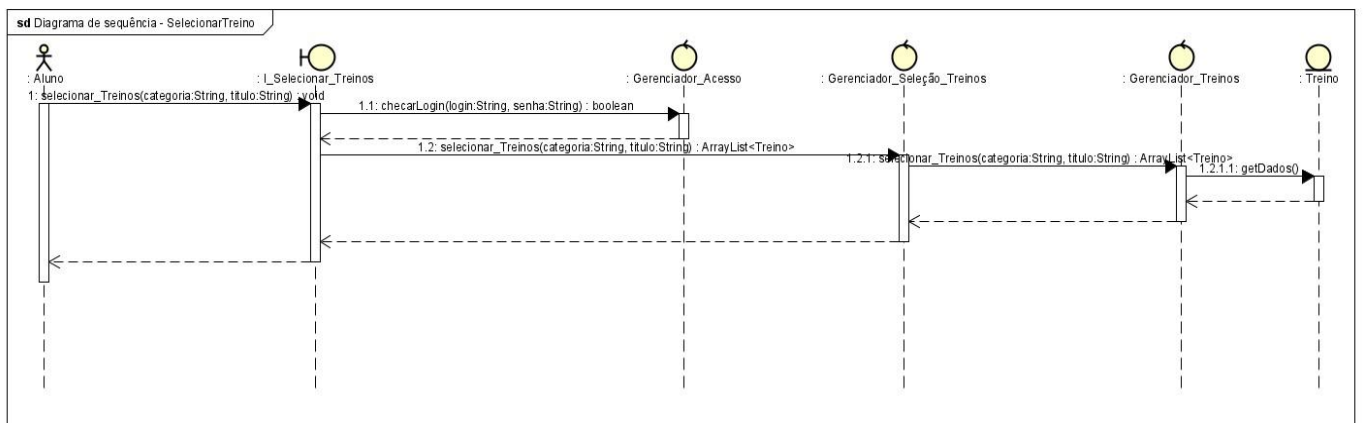 sd Diagrama de sequência - SelecionarTreino
: Aluno
: I_Selecionar_Treinos
: Gerenciador_Acesso
: Gerenciador_Seleção_Treinos
: Gerenciador_Treinos
: Treino
1: selecionar_Treinos(categoria:String, titulo:String) : void
1.1: checarLogin(login:String, senha:String) : boolean
1.2: selecionar_Treinos(categoria:String, titulo:String) : ArrayList<Treino>
1.2.1: selecionar_Treinos(categoria:String, titulo:String) : ArrayList<Treino>
1.2.1.1: getDados()